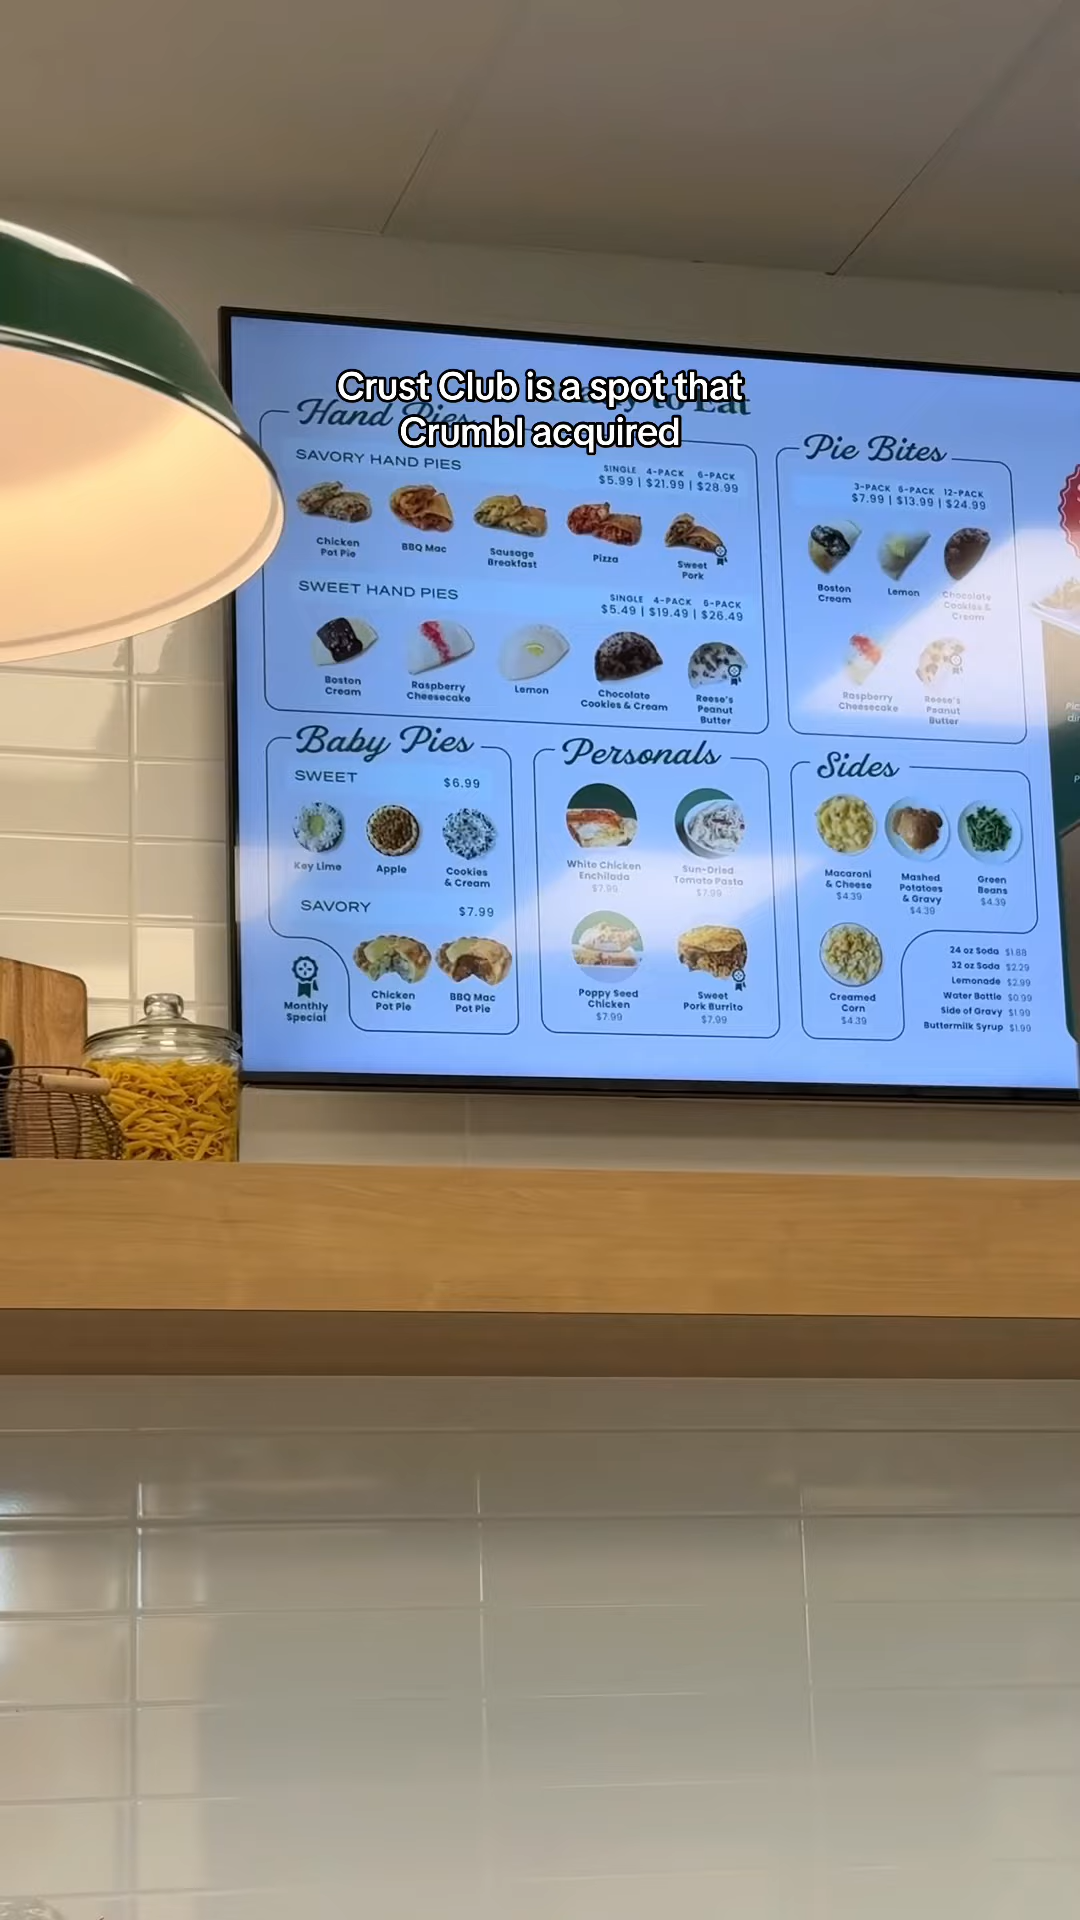 Crust Club is a spot that
Crumbl acquired
to Eat
Hand Pies
SAVORY HAND PIES
SINGLE 4-PACK 6-PACK
$5.99 | $21.99 | $28.99
Chicken
Pot Pie
BBQ Mac
Sausage
Breakfast
Pizza
Sweet
Pork
SWEET HAND PIES
SINGLE 4-PACK 6-PACK
$5.49 | $19.49 | $26.49
Boston
Cream
Raspberry
Cheesecake
Lemon
Chocolate
Cookies & Cream
Reese's
Peanut
Butter
Pie Bites
3-PACK 6-PACK 12-PACK
$7.99 | $13.99 | $24.99
Boston
Cream
Lemon
Chocolate
Cookies &
Cream
Raspberry
Cheesecake
Reese's
Peanut
Butter
Baby Pies
SWEET $6.99
Key Lime
Apple
Cookies
& Cream
SAVORY $7.99
Monthly
Special
Chicken
Pot Pie
BBQ Mac
Pot Pie
Personals
White Chicken
Enchilada
$7.99
Sun-Dried
Tomato Pasta
$7.99
Poppy Seed
Chicken
$7.99
Sweet
Pork Burrito
$7.99
Sides
Macaroni
& Cheese
$4.39
Mashed
Potatoes
& Gravy
$4.39
Green
Beans
$4.39
Creamed
Corn
$4.39
24 oz Soda $1.88
32 oz Soda $2.29
Lemonade $2.99
Water Bottle $0.99
Side of Gravy $1.99
Buttermilk Syrup $1.99